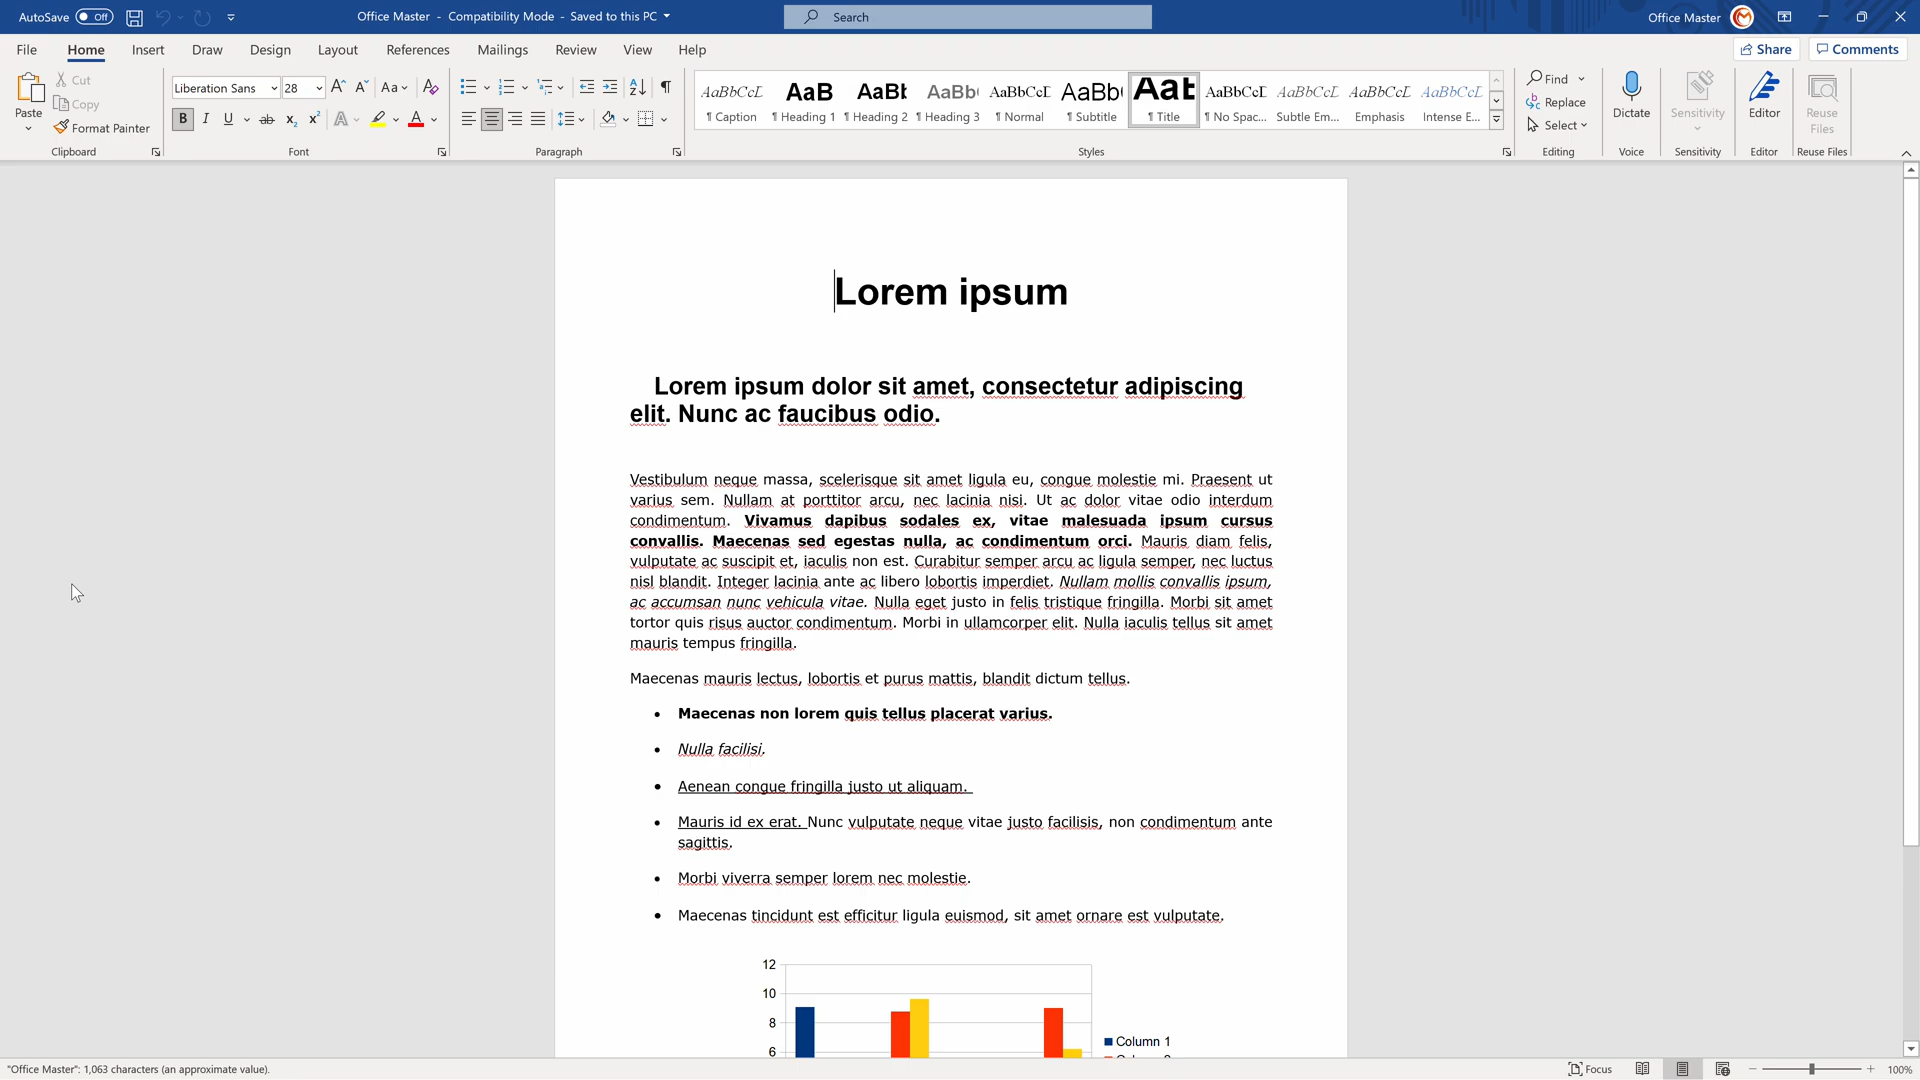 AutoSave Off Office Master - Compatibility Mode - Saved to this PC Search Office Master
File Home Insert Draw Design Layout References Mailings Review View Help Share Comments
Paste Cut Copy Format Painter
Clipboard
Liberation Sans 28
Font
Paragraph
AaBbCcL AaB AaBb AaBb AaBbCcI AaBb Aab AaBbCcI AaBbCcL AaBbCcL AaBbCcL
¶ Caption ¶ Heading 1 ¶ Heading 2 ¶ Heading 3 ¶ Normal ¶ Subtitle ¶ Title ¶ No Spac... Subtle Em... Emphasis Intense E...
Styles
Find
Replace
Select
Editing
Dictate
Voice
Sensitivity
Sensitivity
Editor
Editor
Reuse
Files
Reuse Files
Lorem ipsum
Lorem ipsum dolor sit amet, consectetur adipiscing
elit. Nunc ac faucibus odio.
Vestibulum neque massa, scelerisque sit amet ligula eu, congue molestie mi. Praesent ut
varius sem. Nullam at porttitor arcu, nec lacinia nisi. Ut ac dolor vitae odio interdum
condimentum. Vivamus dapibus sodales ex, vitae malesuada ipsum cursus
convallis. Maecenas sed egestas nulla, ac condimentum orci. Mauris diam felis,
vulputate ac suscipit et, iaculis non est. Curabitur semper arcu ac ligula semper, nec luctus
nisl blandit. Integer lacinia ante ac libero lobortis imperdiet. Nullam mollis convallis ipsum,
ac accumsan nunc vehicula vitae. Nulla eget justo in felis tristique fringilla. Morbi sit amet
tortor quis risus auctor condimentum. Morbi in ullamcorper elit. Nulla iaculis tellus sit amet
mauris tempus fringilla.
Maecenas mauris lectus, lobortis et purus mattis, blandit dictum tellus.
• Maecenas non lorem quis tellus placerat varius.
• Nulla facilisi.
• Aenean congue fringilla justo ut aliquam.
• Mauris id ex erat. Nunc vulputate neque vitae justo facilisis, non condimentum ante
sagittis.
• Morbi viverra semper lorem nec molestie.
• Maecenas tincidunt est efficitur ligula euismod, sit amet ornare est vulputate.
12
10
8
6
Column 1
"Office Master": 1,063 characters (an approximate value). Focus 100%